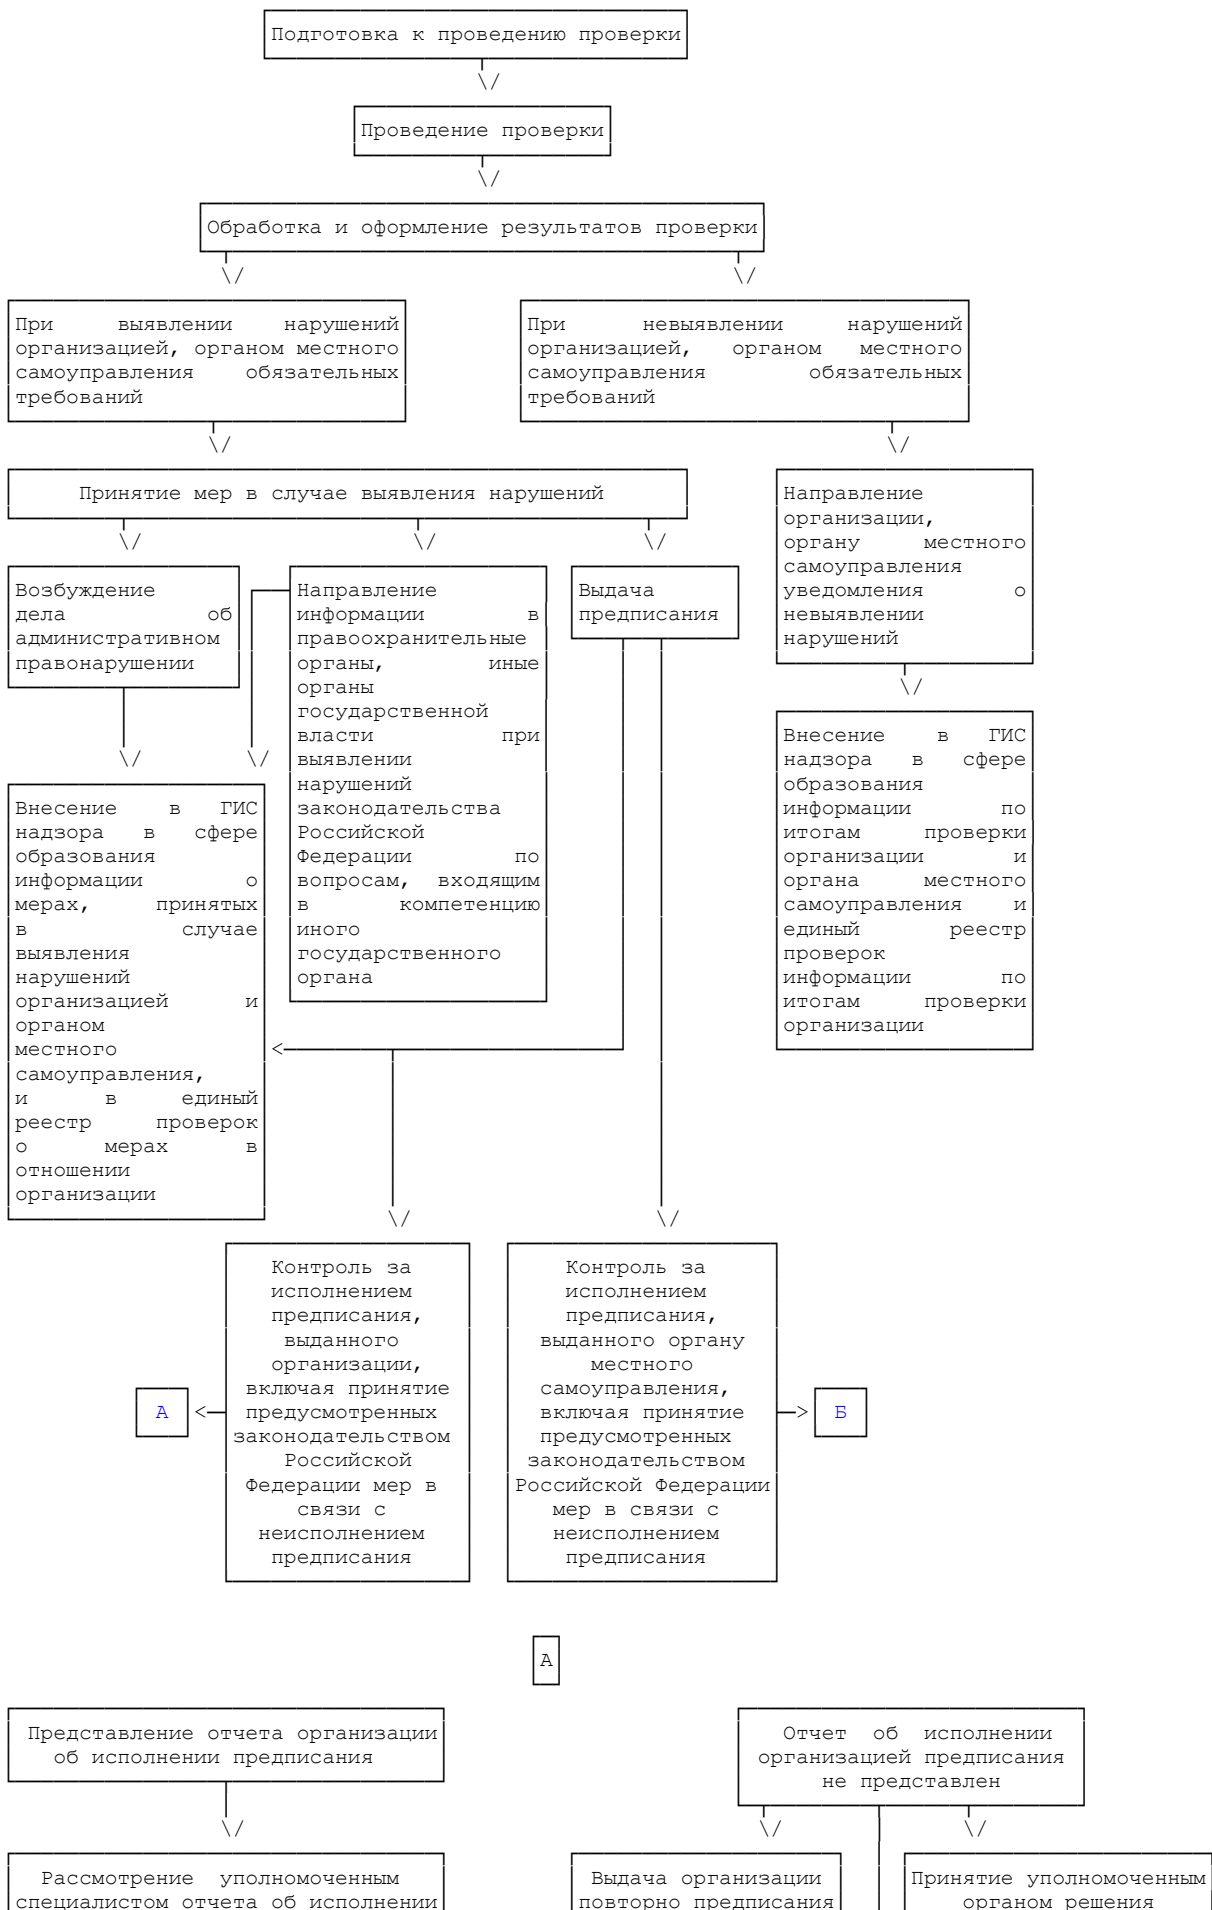 Подготовка к проведению проверки
Проведение проверки
Обработка и оформление результатов проверки
При выявлении нарушений
организацией, органом местного
самоуправления обязательных
требований
При невыявлении нарушений
организацией, органом местного
самоуправления обязательных
требований
Принятие мер в случае выявления нарушений
Направление
организации,
органу местного
самоуправления
уведомления о
невыявлении
нарушений
Возбуждение
дела об
административном
правонарушении
Направление
информации в
правоохранительные
органы, иные
органы
государственной
власти при
выявлении
нарушений
законодательства
Российской
Федерации по
вопросам, входящим
в компетенцию
иного
государственного
органа
Выдача
предписания
Внесение в ГИС
надзора в сфере
образования
информации по
итогам проверки
организации и
органа местного
самоуправления и
единый реестр
проверок
информации по
итогам проверки
организации
Внесение в ГИС
надзора в сфере
образования
информации о
мерах, принятых
в случае
выявления
нарушений
организацией и
органом
местного
самоуправления,
и в единый
реестр проверок
о мерах в
отношении
организации
Контроль за
исполнением
предписания,
выданного
организации,
включая принятие
предусмотренных
законодательством
Российской
Федерации мер в
связи с
неисполнением
предписания
Контроль за
исполнением
предписания,
выданного органу
местного
самоуправления,
включая принятие
предусмотренных
законодательством
Российской Федерации
мер в связи с
неисполнением
предписания
А
Б
А
Представление отчета организации
об исполнении предписания
Отчет об исполнении
организацией предписания
не представлен
Рассмотрение уполномоченным
специалистом отчета об исполнении
Выдача организации
повторно предписания
Принятие уполномоченным
органом решения